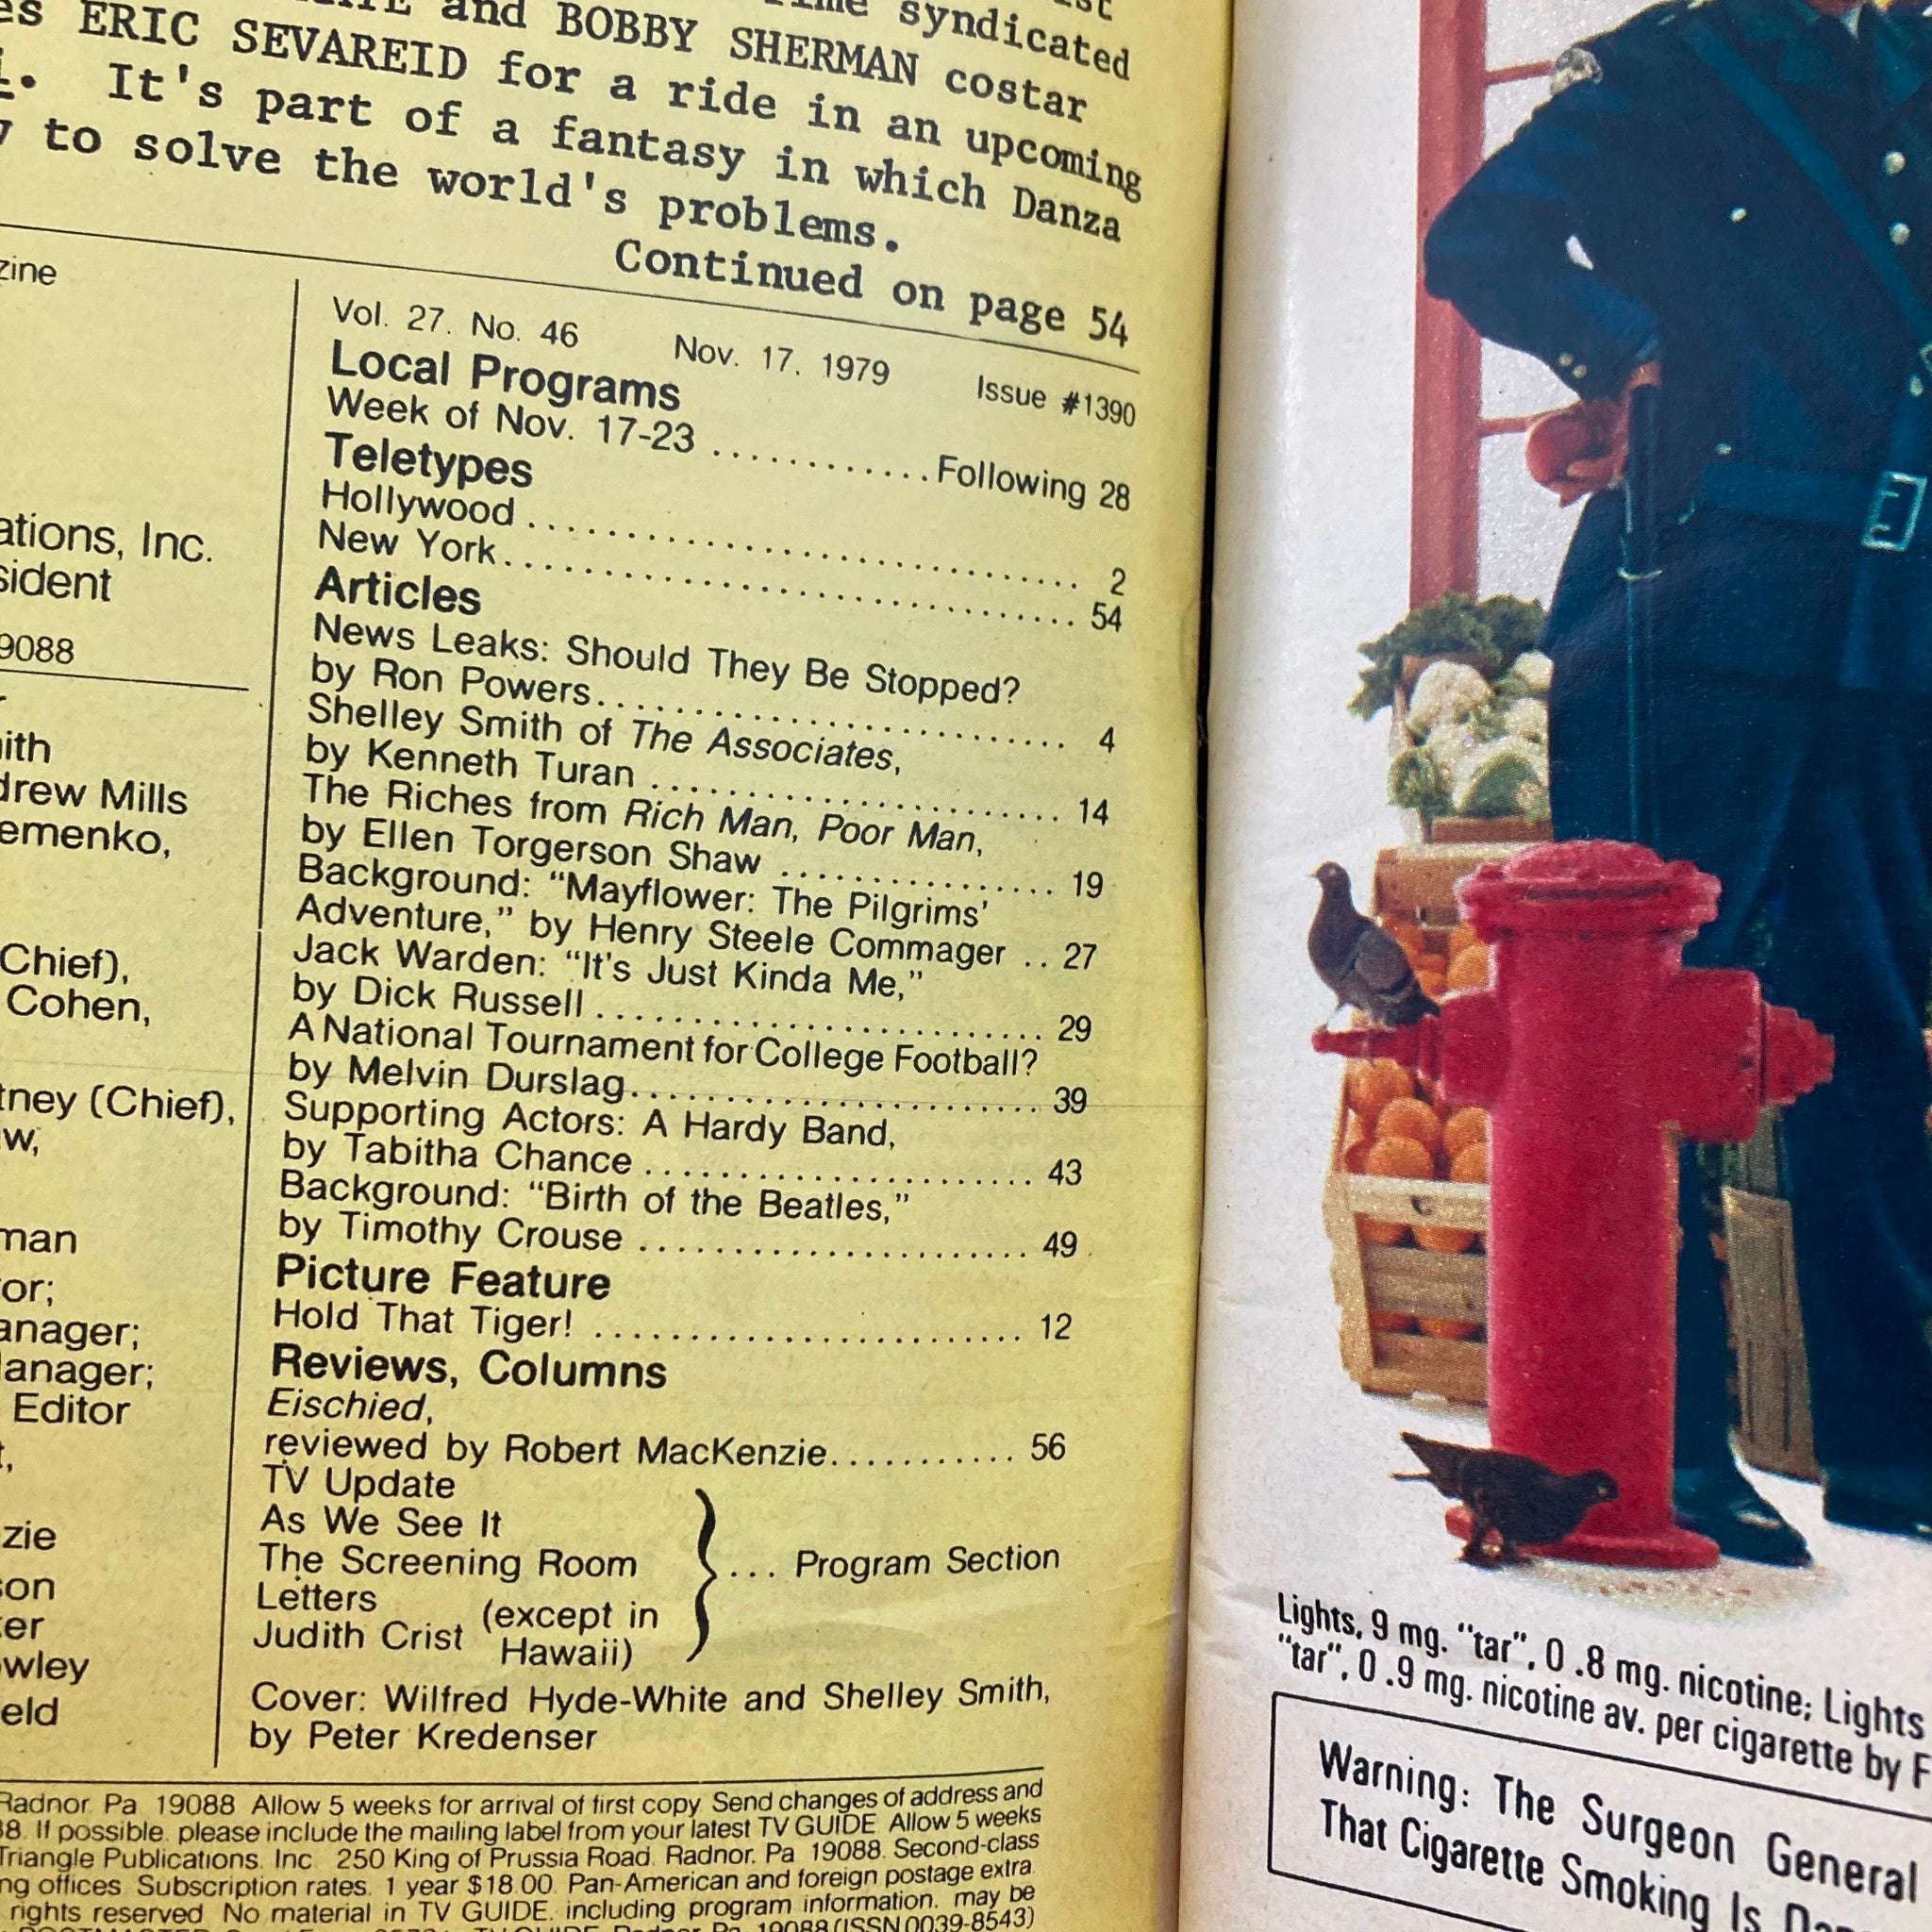 and BOBBY SHERMAN costar
syndicated
ERIC SEVAREID for a ride in an upcoming
It's part of a fantasy in which Danza
to solve the world's problems.
Continued on page 54
Vol. 27. No. 46 Nov. 17, 1979 Issue #1390
Local Programs
Week of Nov. 17-23 ............Following 28
Teletypes
Hollywood ............................. 2
New York.............................. 54
Articles
News Leaks: Should They Be Stopped?
by Ron Powers......................... 4
Shelley Smith of The Associates,
by Kenneth Turan ...................... 14
The Riches from Rich Man, Poor Man,
by Ellen Torgerson Shaw ............... 19
Background: “Mayflower: The Pilgrims’
Adventure,” by Henry Steele Commager .. 27
Jack Warden: “It's Just Kinda Me,”
by Dick Russell ........................ 29
A National Tournament for College Football?
by Melvin Durslag...................... 39
Supporting Actors: A Hardy Band,
by Tabitha Chance ..................... 43
Background: “Birth of the Beatles,”
by Timothy Crouse ..................... 49
Picture Feature
Hold That Tiger! ....................... 12
Reviews, Columns
Eischied,
reviewed by Robert MacKenzie........... 56
TV Update
As We See It
The Screening Room ... Program Section
Letters
Judith Crist (except in
Hawaii)
Cover: Wilfred Hyde-White and Shelley Smith,
by Peter Kredenser
ations, Inc.
sident
9088
drew Mills
emenko,
Chief),
Cohen,
tney (Chief),
man
or;
anager;
Manager;
Editor
zie
son
wley
eld
Radnor Pa 19088 Allow 5 weeks for arrival of first copy Send changes of address and
If possible, please include the mailing label from your latest TV GUIDE Allow 5 weeks
Triangle Publications, Inc 250 King of Prussia Road, Radnor, Pa 19088. Second-class
ng offices Subscription rates. 1 year $18.00. Pan-American and foreign postage extra.
rights reserved No material in TV GUIDE, including program information, may be
Radnor, Pa 19088 (ISSN 0039-8543)
Lights, 9 mg. "tar", 0.8 mg. nicotine; Lights
"tar", 0.9 mg. nicotine av. per cigarette by F
Warning: The Surgeon General
That Cigarette Smoking Is